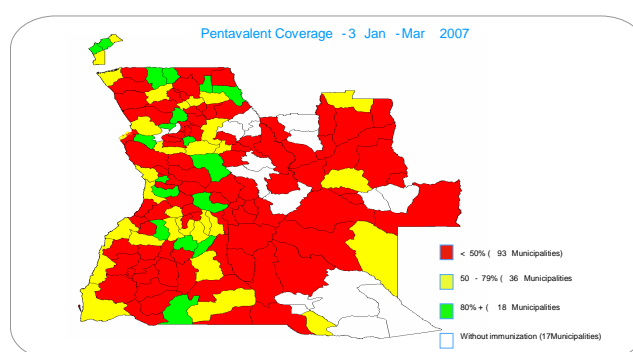 Pentavalent Coverage - 3 Jan - Mar 2007
< 50% ( 93 Municipalities)
50 - 79% ( 36 Municipalities
80% + ( 18 Municipalities
Without immunization (17Municipalities)